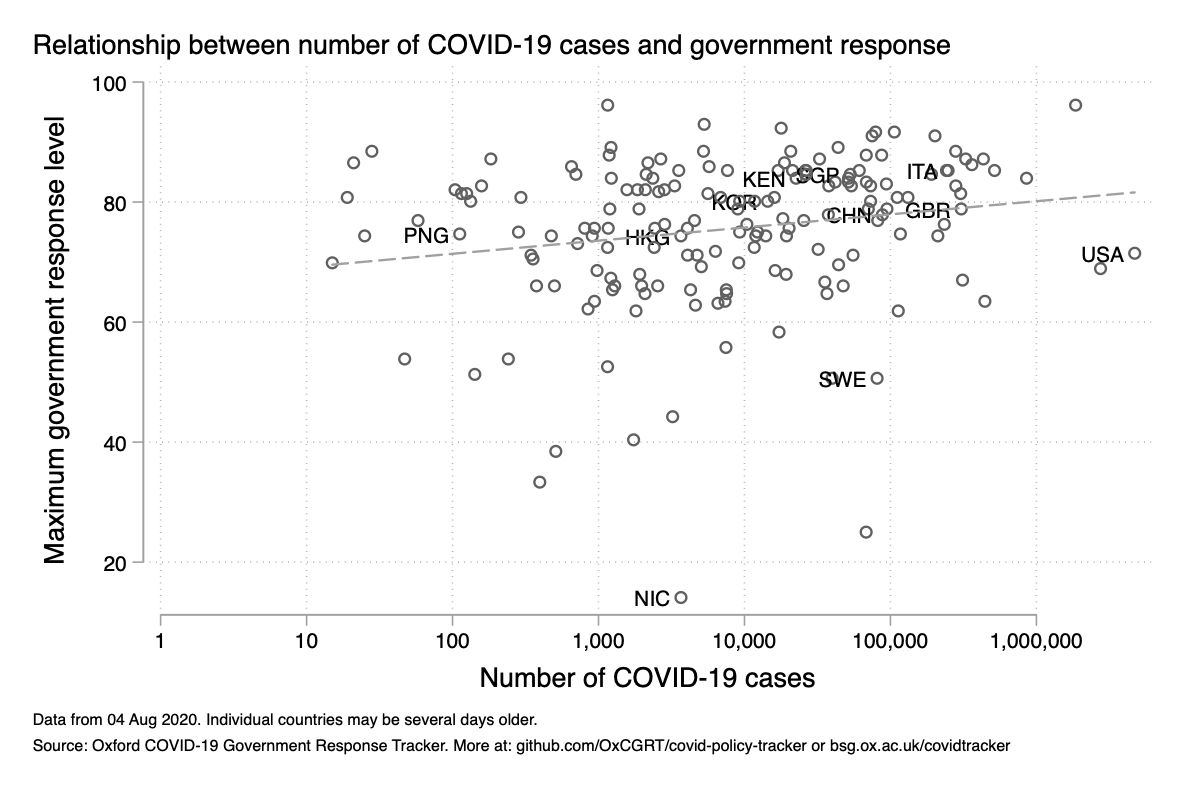 Relationship between number of COVID-19 cases and government response
Maximum government response level
100
80
60
40
20
KEN
SGP
ITA
KOR
CHN
GBR
PNG
HKG
USA
SWE
NIC
1
10
100
1,000
10,000
100,000
1,000,000
Number of COVID-19 cases
Data from 04 Aug 2020. Individual countries may be several days older.
Source: Oxford COVID-19 Government Response Tracker. More at: github.com/OxCGRT/covid-policy-tracker or bsg.ox.ac.uk/covidtracker